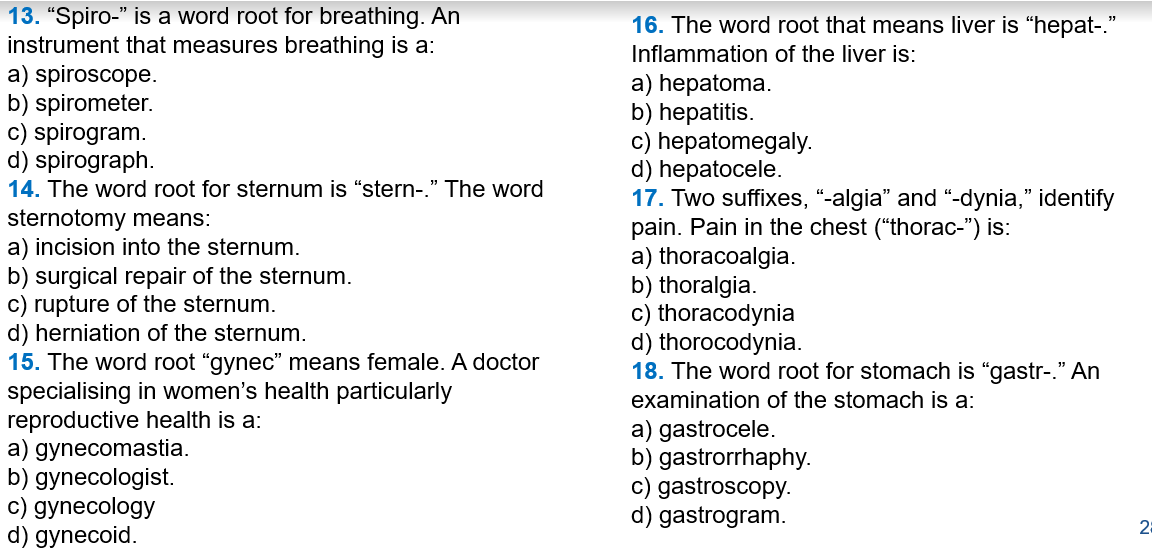 13. “Spiro-” is a word root for breathing. An
instrument that measures breathing is a:
a) spiroscope.
b) spirometer.
c) spirogram.
d) spirograph.
14. The word root for sternum is “stern-.” The word
sternotomy means:
a) incision into the sternum.
b) surgical repair of the sternum.
c) rupture of the sternum.
d) herniation of the sternum.
15. The word root “gynec” means female. A doctor
specialising in women’s health particularly
reproductive health is a:
a) gynecomastia.
b) gynecologist.
c) gynecology
d) gynecoid.
16. The word root that means liver is “hepat-.”
Inflammation of the liver is:
a) hepatoma.
b) hepatitis.
c) hepatomegaly.
d) hepatocele.
17. Two suffixes, “-algia” and “-dynia,” identify
pain. Pain in the chest (“thorac-”) is:
a) thoracoalgia.
b) thoralgia.
c) thoracodynia
d) thorocodynia.
18. The word root for stomach is “gastr-.” An
examination of the stomach is a:
a) gastrocele.
b) gastrorrhaphy.
c) gastroscopy.
d) gastrogram.